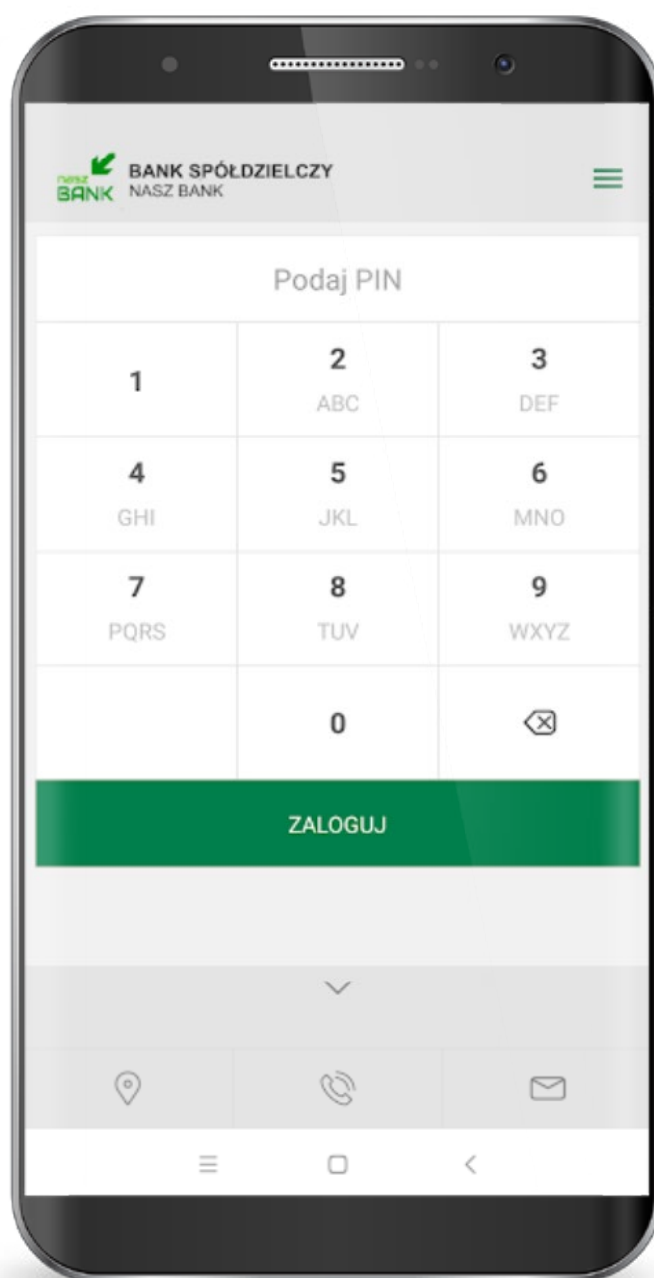 nasz
BANK
BANK SPÓŁDZIELCZY
NASZ BANK
Podaj PIN
1
2
ABC
3
DEF
4
GHI
5
JKL
6
MNO
7
PQRS
8
TUV
9
WXYZ
0
ZALOGUJ